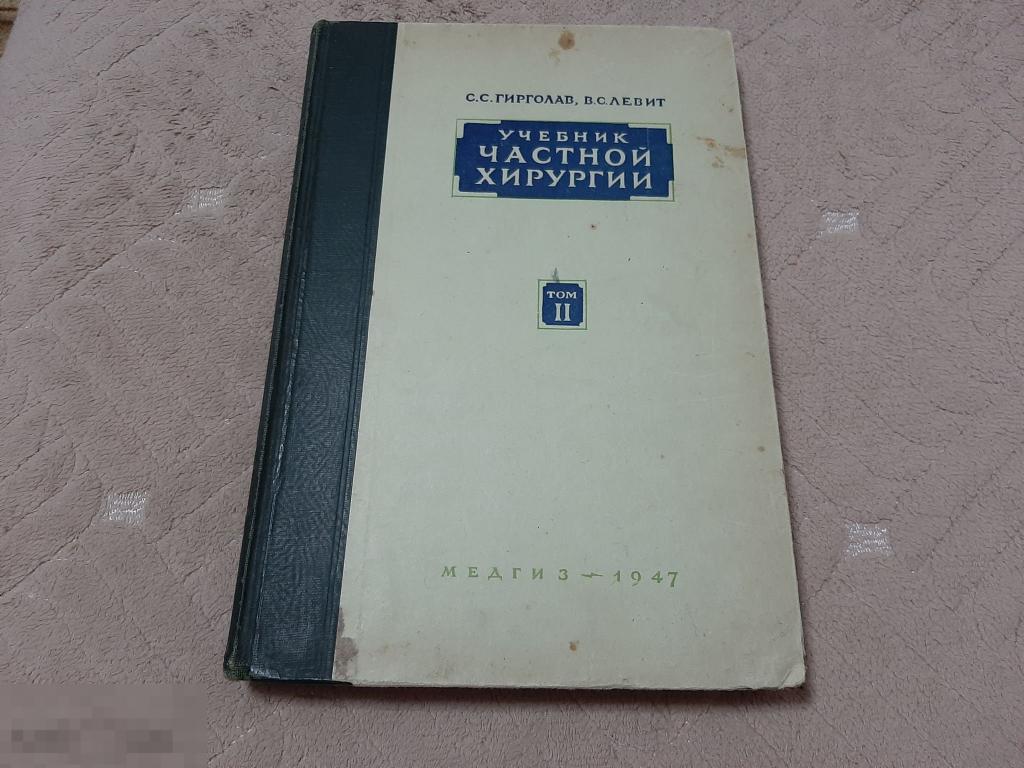 С.С.ГИРГОЛАВ, В.С.ЛЕВИТ
УЧЕБНИК
ЧАСТНОЙ
ХИРУРГИИ
ТОМ
II
МЕДГИЗ — 1947